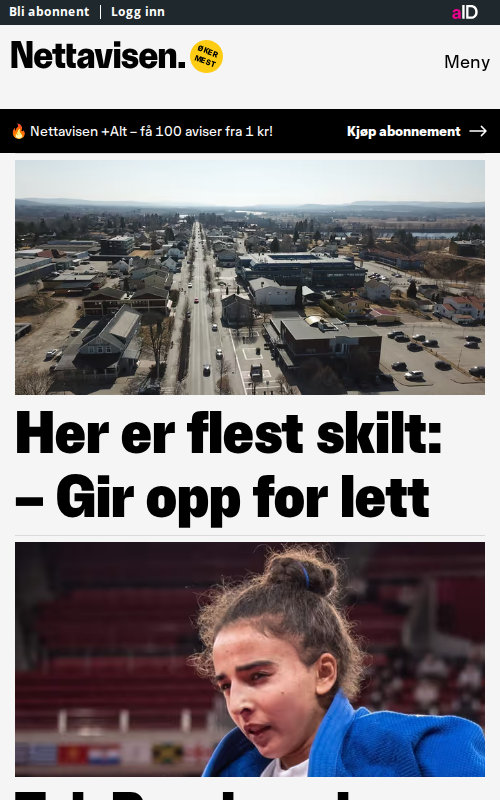 Bli abonnent | Logg inn
aID
Nettavisen.
ØKER
MEST
Meny
🔥 Nettavisen +Alt – få 100 aviser fra 1 kr!
Kjøp abonnement →
Her er flest skilt:
– Gir opp for lett